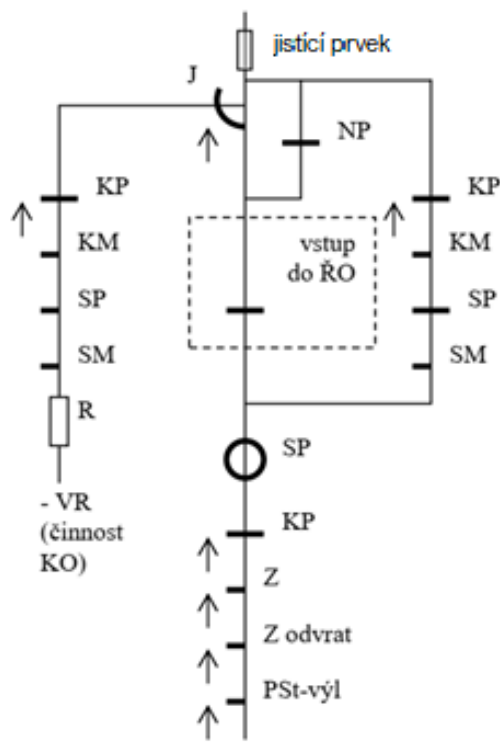 jistící prvek
J
NP
KP
KM
SP
SM
R
- VR
(činnost
KO)
vstup
do ŘO
KP
KM
SP
SM
SP
KP
Z
Z odvrat
PSt-výl